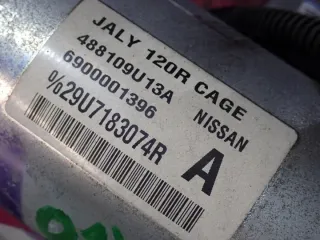 JALY 120R CAGE
488109U13A
6900001396 NISSAN
%29U7183074R A